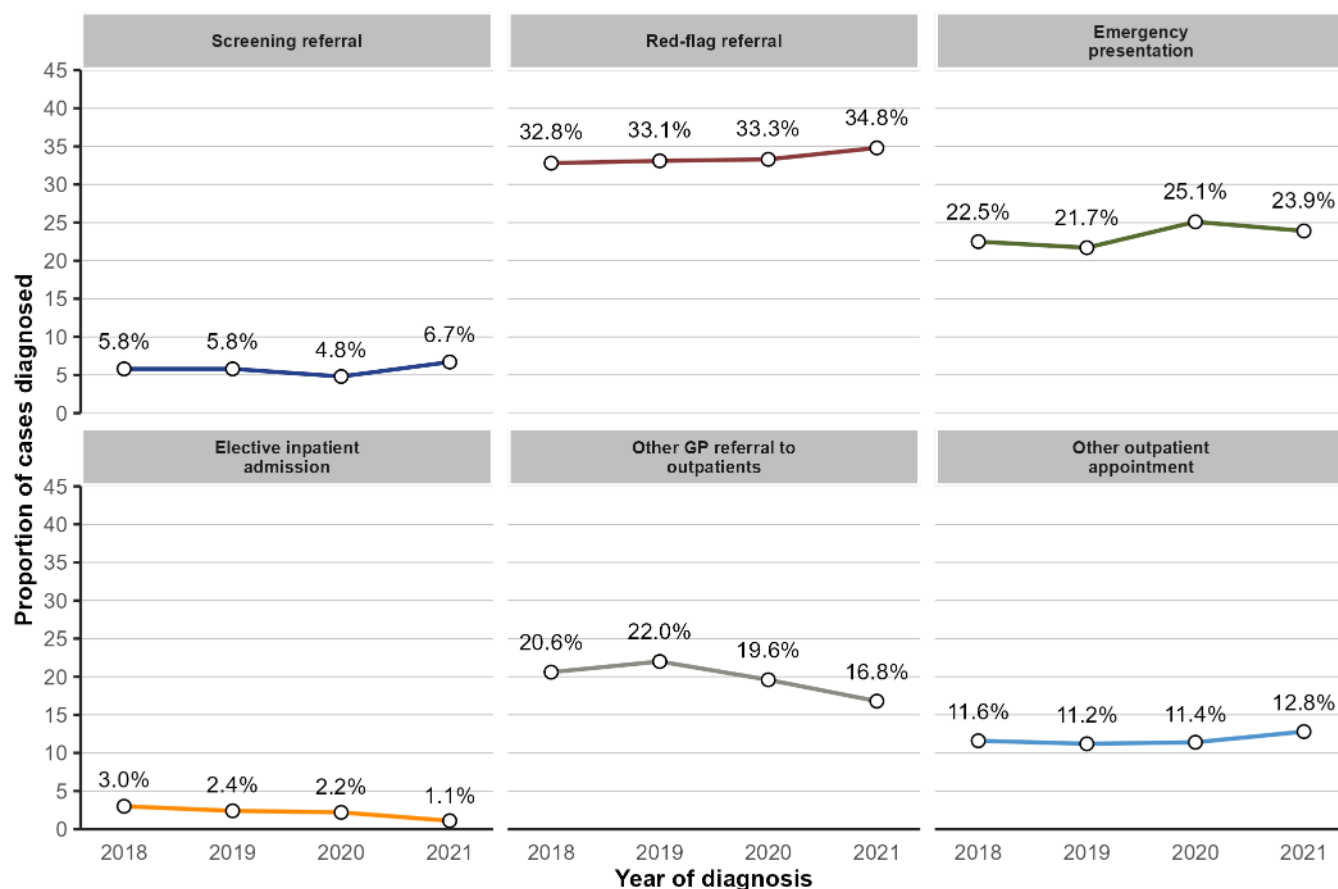 Screening referral
Red-flag referral
Emergency
presentation
45
40
35
30
25
20
15
10
5
0
5.8%
5.8%
4.8%
6.7%
32.8%
33.1%
33.3%
34.8%
22.5%
21.7%
25.1%
23.9%
Proportion of cases diagnosed
Elective inpatient
admission
Other GP referral to
outpatients
Other outpatient
appointment
45
40
35
30
25
20
15
10
5
0
3.0%
2.4%
2.2%
1.1%
20.6%
22.0%
19.6%
16.8%
11.6%
11.2%
11.4%
12.8%
2018 2019 2020 2021
2018 2019 2020 2021
2018 2019 2020 2021
Year of diagnosis